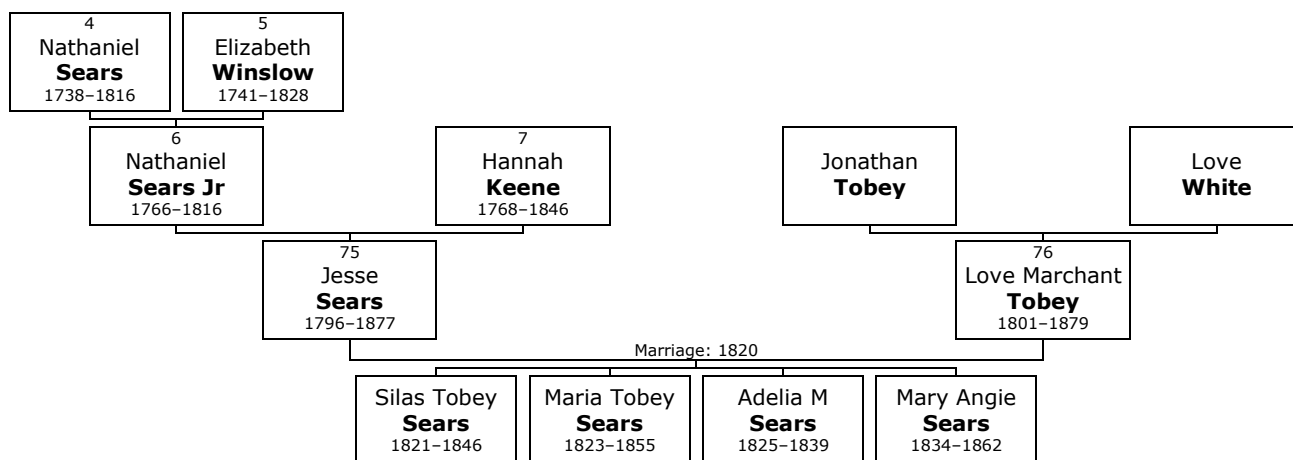 4
Nathaniel
Sears
1738–1816
5
Elizabeth
Winslow
1741–1828
6
Nathaniel
Sears Jr
1766–1816
7
Hannah
Keene
1768–1846
Jonathan
Tobey
Love
White
75
Jesse
Sears
1796–1877
76
Love Marchant
Tobey
1801–1879
Marriage: 1820
Silas Tobey
Sears
1821–1846
Maria Tobey
Sears
1823–1855
Adelia M
Sears
1825–1839
Mary Angie
Sears
1834–1862